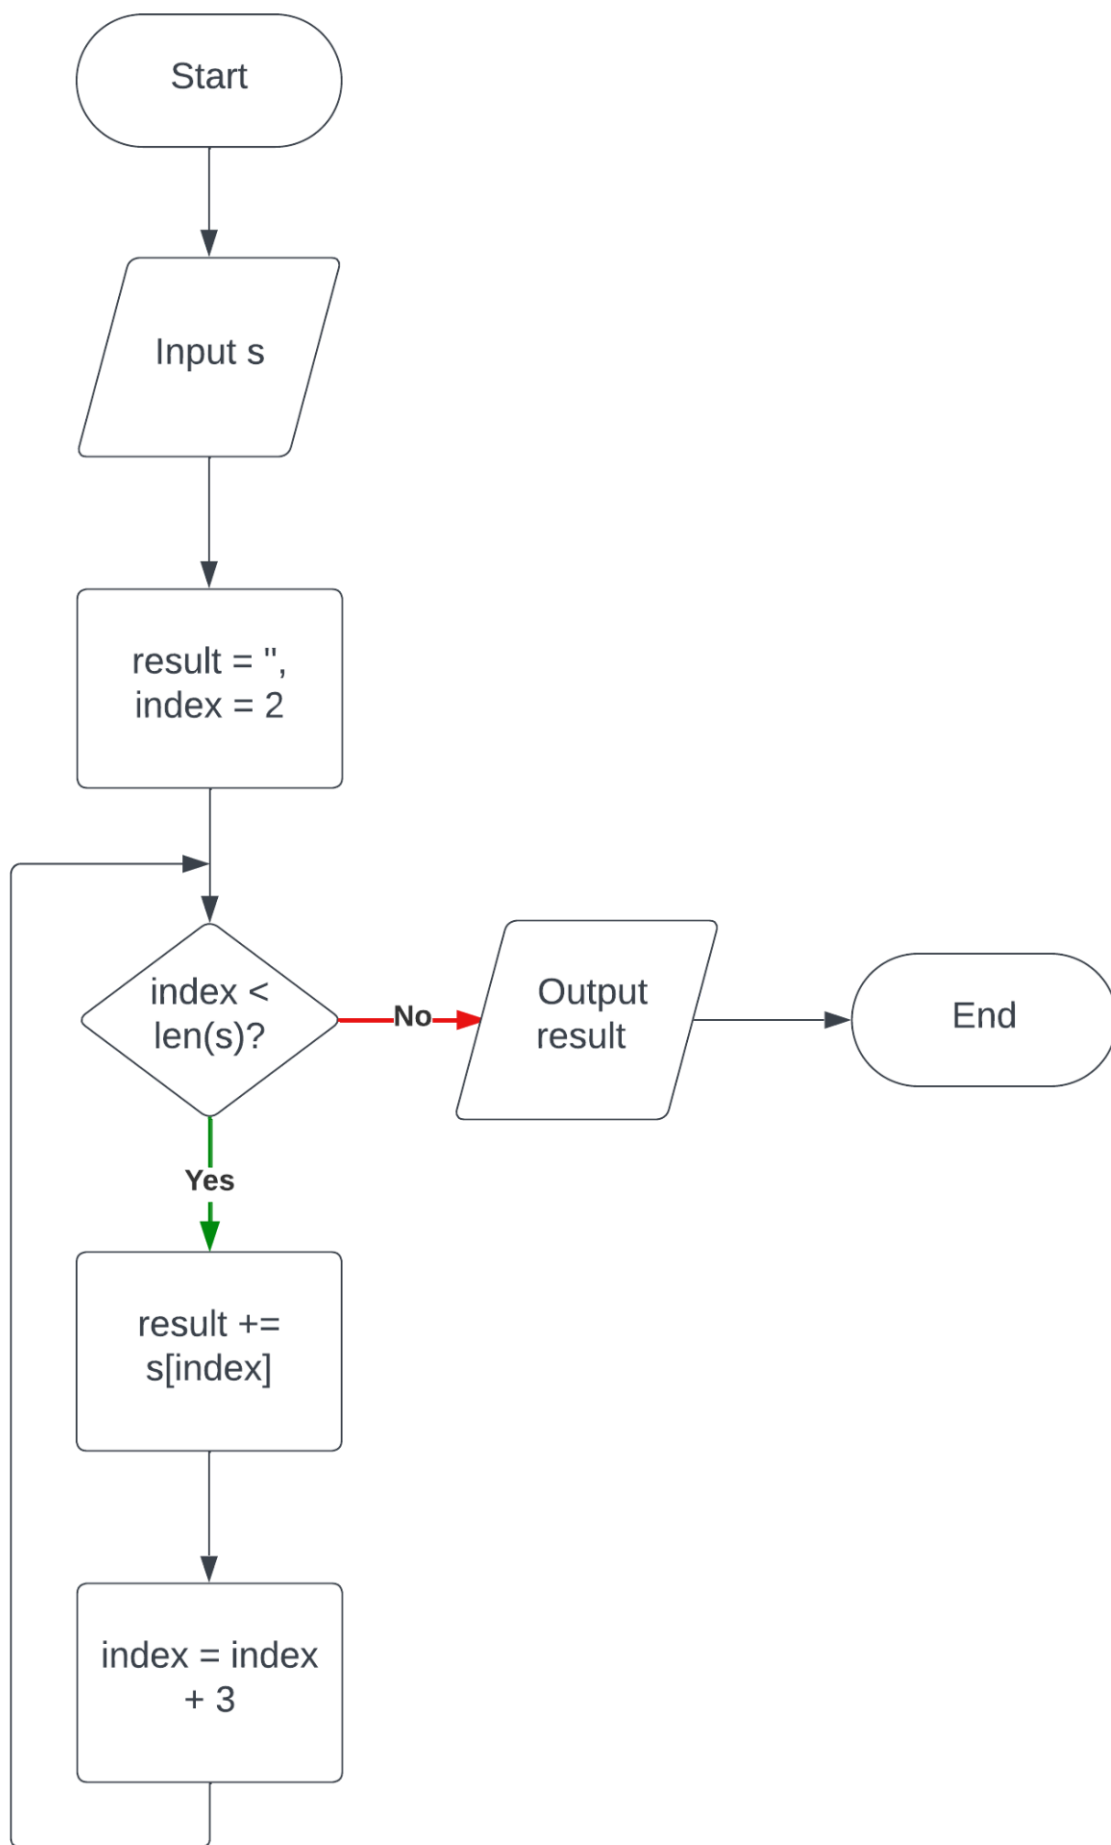 Start
Input s
result = '',
index = 2
index <
len(s)?
No
Output
result
End
Yes
result +=
s[index]
index = index
+ 3